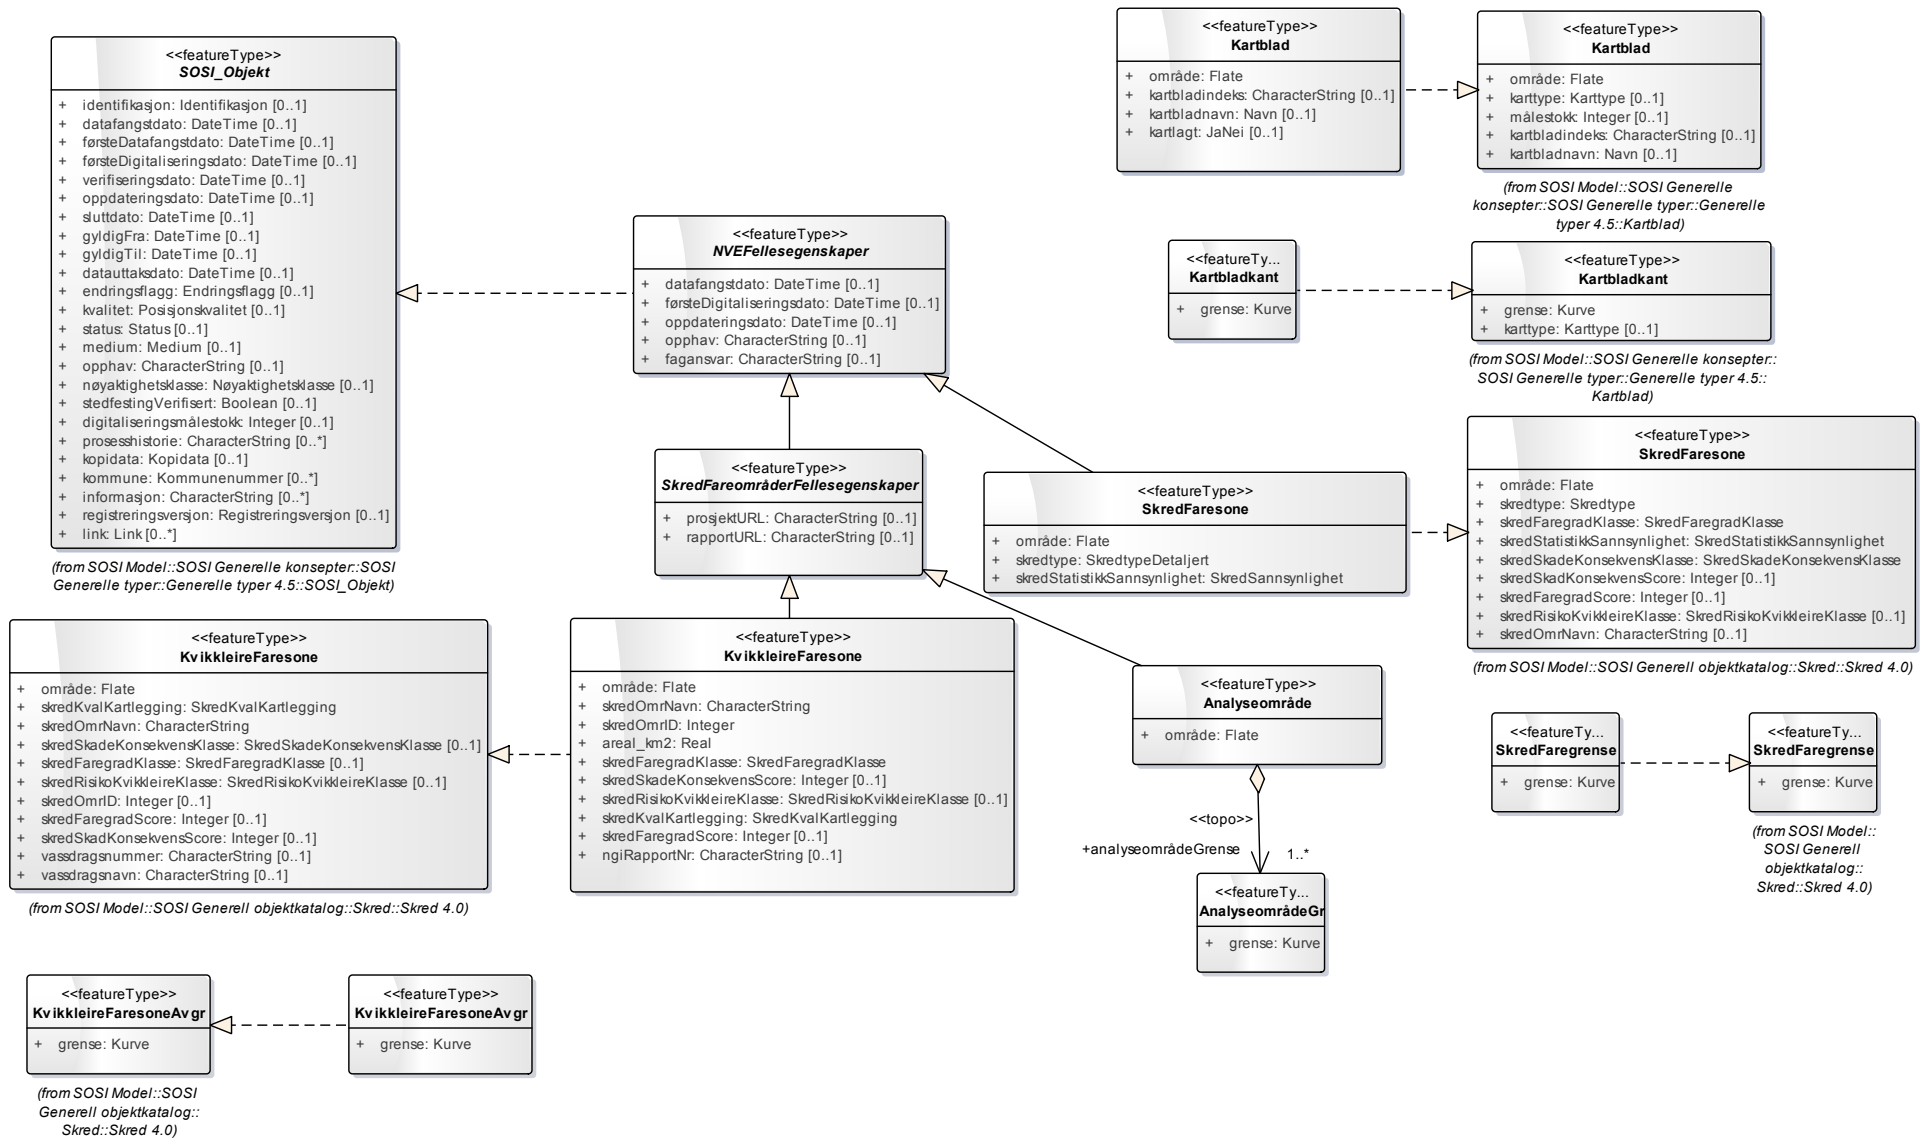 <<featureType>>
SOSI_Objekt
+ identifikasjon: Identifikasjon [0..1]
+ datafangstdato: DateTime [0..1]
+førsteDatafangstdato: DateTime [0..1]
+ førsteDigitaliseringsdato: DateTime [0..1]
+ verifiseringsdato: DateTime [0..1]
+ oppdateringsdato: DateTime [0..1]
+ sluttdato: DateTime [0..1]
+ gyldigFra: DateTime [0..1]
+ gyldigTil: DateTime [0..1]
+ datauttaksdato: DateTime [0..1]
+ endringsflagg: Endringsflagg [0..1]
+ kvalitet: Posisjonskvalitet [0..1]
+ status: Status [0..1]
+ medium: Medium [0..1]
+ opphav: CharacterString [0..1]
+ nøyaktighetsklasse: Nøyaktighetsklasse [0..1]
+ stedfestingVerifisert: Boolean [0..1]
+ digitaliseringsmålestokk: Integer [0..1]
+ prosesshistorie: CharacterString [0..*]
+ kopidata: Kopidata [0..1]
+ kommune: Kommunenummer [0..*]
+ informasjon: CharacterString [0..*]
+ registreringsversjon: Registreringsversjon [0..1]
+ link: Link [0..*]
(from SOSI Model::SOSI Generelle konsepter::SOSI
Generelle typer::Generelle typer 4.5::SOSI_Objekt)
<<featureType>>
NVEFellesegenskaper
+ datafangstdato: DateTime [0..1]
+ førsteDigitaliseringsdato: DateTime [0..1]
+ oppdateringsdato: DateTime [0..1]
+ opphav: CharacterString [0..1]
+ fagansvar: CharacterString [0..1]
<<featureType>>
Kartblad
+ område: Flate
+ kartbladindeks: CharacterString [0..1]
+ kartbladnavn: Navn [0..1]
+ kartlagt: JaNei [0..1]
<<featureType>>
Kartblad
+ område: Flate
+ karttype: Karttype [0..1]
+ målestokk: Integer [0..1]
+ kartbladindeks: CharacterString [0..1]
+ kartbladnavn: Navn [0..1]
(from SOSI Model::SOSI Generelle
konsepter::SOSI Generelle typer::Generelle
typer 4.5::Kartblad)
<<featureTy...
Kartbladkant
+ grense: Kurve
<<featureType>>
Kartbladkant
+ grense: Kurve
+ karttype: Karttype [0..1]
(from SOSI Model::SOSI Generelle konsepter::
SOSI Generelle typer::Generelle typer 4.5::
Kartblad)
<<featureType>>
SkredFareområderFellesegenskaper
+ prosjektURL: CharacterString [0..1]
+ rapportURL: CharacterString [0..1]
<<featureType>>
SkredFaresone
+ område: Flate
+ skredtype: SkredtypeDetaljert
+ skredStatistikkSannsynlighet: SkredSannsynlighet
<<featureType>>
SkredFaresone
+ område: Flate
+ skredtype: Skredtype
+ skredFaregradKlasse: SkredFaregradKlasse
+ skredStatistikkSannsynlighet: SkredStatistikkSannsynlighet
+ skredSkadeKonsekvensKlasse: SkredSkadeKonsekvensKlasse
+ skredSkadKonsekvensScore: Integer [0..1]
+ skredFaregradScore: Integer [0..1]
+ skredRisikoKvikkleireKlasse: SkredRisikoKvikkleireKlasse [0..1]
+ skredOmrNavn: CharacterString [0..1]
(from SOSI Model::SOSI Generell objektkatalog::Skred::Skred 4.0)
<<featureType>>
KvikkleireFaresone
+ område: Flate
+ skredKvalKartlegging: SkredKvalKartlegging
+ skredOmrNavn: CharacterString
+ skredSkadeKonsekvensKlasse: SkredSkadeKonsekvensKlasse [0..1]
+ skredFaregradKlasse: SkredFaregradKlasse [0..1]
+ skredRisikoKvikkleireKlasse: SkredRisikoKvikkleireKlasse [0..1]
+ skredOmrID: Integer [0..1]
+ skredFaregradScore: Integer [0..1]
+ skredSkadKonsekvensScore: Integer [0..1]
+ vassdragsnummer: CharacterString [0..1]
+ vassdragsnavn: CharacterString [0..1]
(from SOSI Model::SOSI Generell objektkatalog::Skred::Skred 4.0)
<<featureType>>
KvikkleireFaresone
+ område: Flate
+ skredOmrNavn: CharacterString
+ skredOmrID: Integer
+ areal_km2: Real
+ skredFaregradKlasse: SkredFaregradKlasse
+ skredSkadeKonsekvensScore: Integer [0..1]
+ skredRisikoKvikkleireKlasse: SkredRisikoKvikkleireKlasse [0..1]
+ skredKvalKartlegging: SkredKvalKartlegging
+ skredFaregradScore: Integer [0..1]
+ ngiRapportNr: CharacterString [0..1]
<<featureType>>
Analyseområde
+ område: Flate
<<topo>>
+analyseområdeGrense 1..*
<<featureTy...
AnalyseområdeGr
+ grense: Kurve
<<featureTy...
SkredFaregrense
+ grense: Kurve
<<featureTy...
SkredFaregrense
+ grense: Kurve
(from SOSI Model::
SOSI Generell
objektkatalog::
Skred::Skred 4.0)
<<featureType>>
KvikkleireFaresoneAvgr
+ grense: Kurve
(from SOSI Model::SOSI
Generell objektkatalog::
Skred::Skred 4.0)
<<featureType>>
KvikkleireFaresoneAvgr
+ grense: Kurve